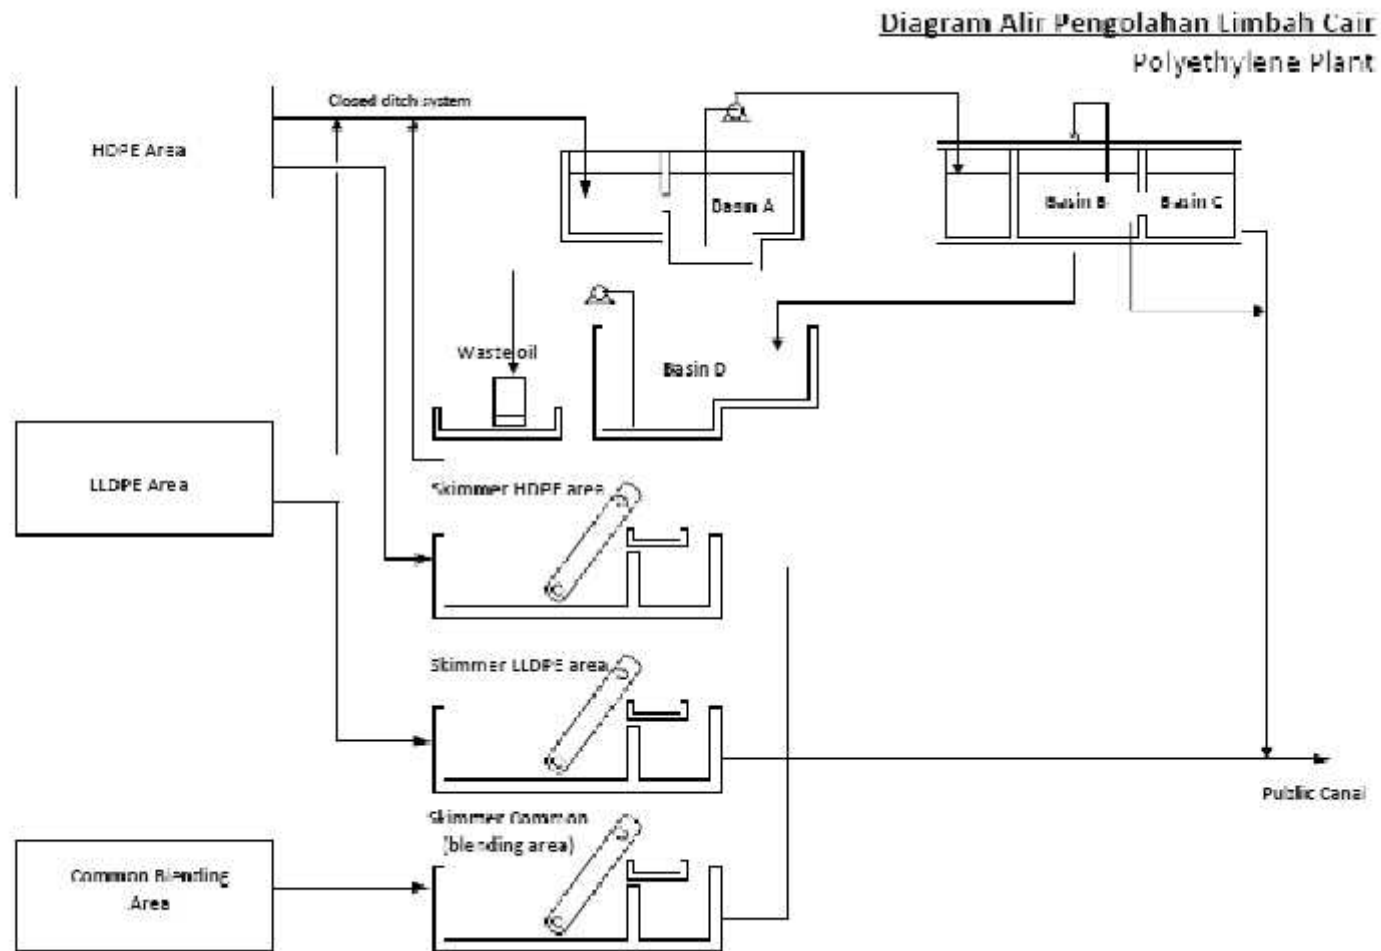 Diagram Alir Pengolahan Limbah Cair
Polyethylene Plant
Closed ditch system
HDPE Area
Basin A
Basin B
Basin C
Waste oil
Basin D
LLDPE Area
Skimmer HDPE area
Skimmer LLDPE area
Public Canal
Skimmer Common
(blending area)
Common Blending
Area